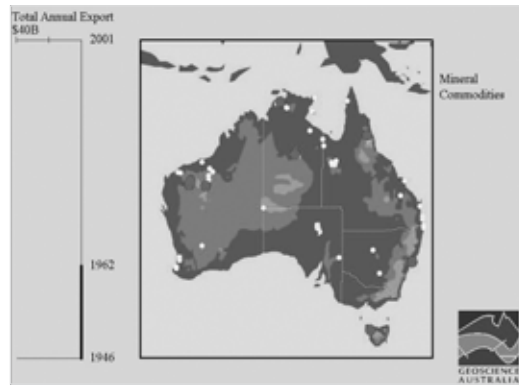 Total Annual Export
$40B
2001
Mineral
Commodities
1962
1946
GEOSCIENCE
AUSTRALIA